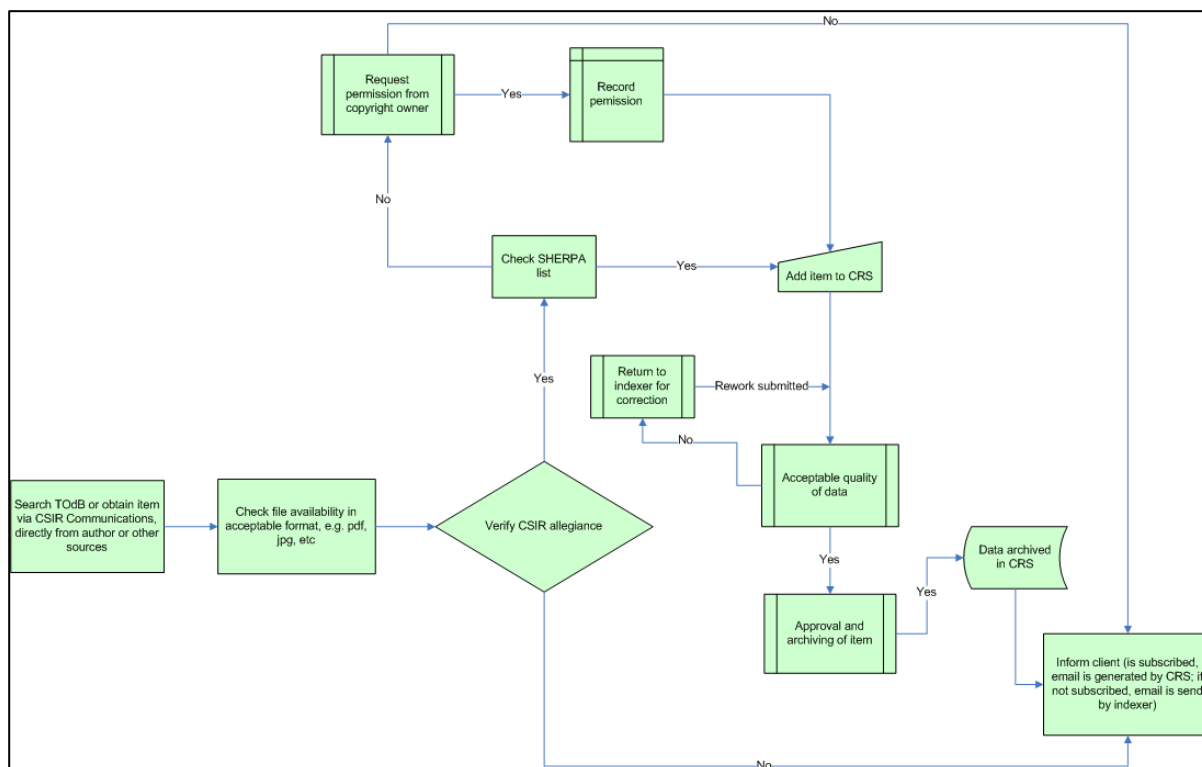 No
Request
permission from
copyright owner
Yes
Record
pemission
No
Check SHERPA
list
Yes
Add item to CRS
Yes
Return to
indexer for
correction
Rework submitted
No
Acceptable quality
of data
Search TOdB or obtain item
via CSIR Communications,
directly from author or other
sources
Check file availability in
acceptable format, e.g. pdf,
jpg, etc
Verify CSIR allegiance
Yes
Data archived
in CRS
Yes
Approval and
archiving of item
Inform client (is subscribed,
email is generated by CRS; if
not subscribed, email is send
by indexer)
No